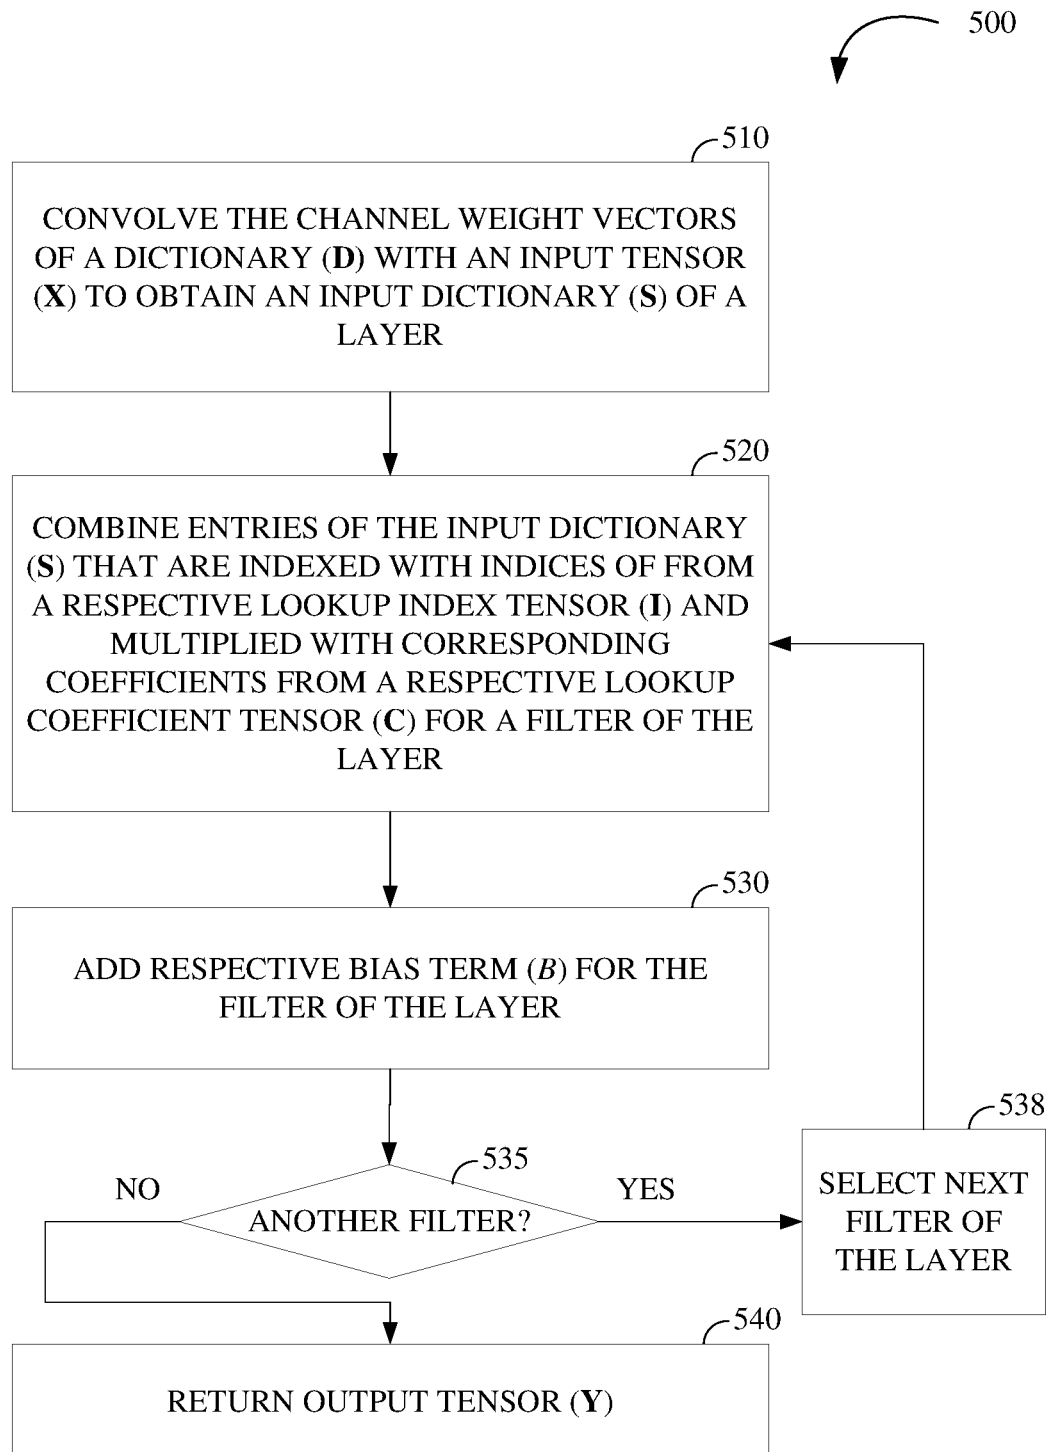 500
510
CONVOLVE THE CHANNEL WEIGHT VECTORS
OF A DICTIONARY (D) WITH AN INPUT TENSOR
(X) TO OBTAIN AN INPUT DICTIONARY (S) OF A
LAYER
520
COMBINE ENTRIES OF THE INPUT DICTIONARY
(S) THAT ARE INDEXED WITH INDICES OF FROM
A RESPECTIVE LOOKUP INDEX TENSOR (I) AND
MULTIPLIED WITH CORRESPONDING
COEFFICIENTS FROM A RESPECTIVE LOOKUP
COEFFICIENT TENSOR (C) FOR A FILTER OF THE
LAYER
530
ADD RESPECTIVE BIAS TERM (B) FOR THE
FILTER OF THE LAYER
535
NO
YES
ANOTHER FILTER?
538
SELECT NEXT
FILTER OF
THE LAYER
540
RETURN OUTPUT TENSOR (Y)